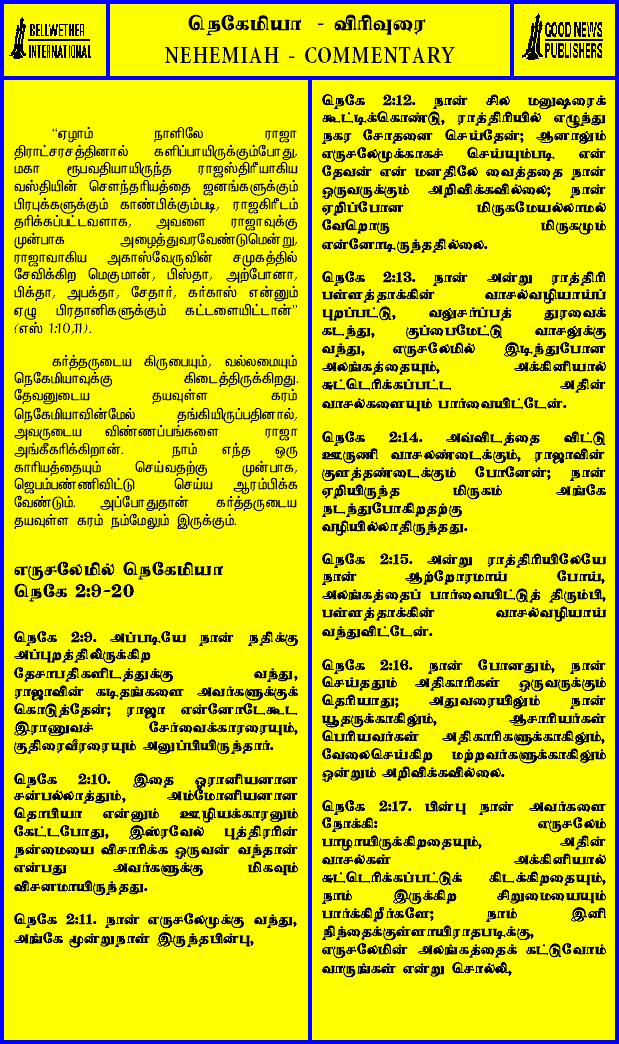 BELLWETHER
INTERNATIONAL
நெகேமியா - விரிவுரை
NEHEMIAH - COMMENTARY
GOOD NEWS
PUBLISHERS
“ஏழாம் நாளிலே ராஜா
திராட்சரசத்தினால் களிப்பாயிருக்கும்போது,
மகா ரூபவதியாயிருந்த ராஜஸ்திரீயாகிய
வஸ்தியின் சௌந்தரியத்தை ஜனங்களுக்கும்
பிரபுக்களுக்கும் காண்பிக்கும்படி, ராஜகிரீடம்
தரிக்கப்பட்டவளாக, அவளை ராஜாவுக்கு
முன்பாக அழைத்துவரவேண்டுமென்று,
ராஜாவாகிய அகாஸ்வேருவின் சமுகத்தில்
சேவிக்கிற மெகுமான், பிஸ்தா, அற்போனா,
பிக்தா, அபக்தா, சேதார், கர்காஸ் என்னும்
ஏழு பிரதானிகளுக்கும் கட்டளையிட்டான்”
(எஸ் 1:10,11).
கர்த்தருடைய கிருபையும், வல்லமையும்
நெகேமியாவுக்கு கிடைத்திருக்கிறது.
தேவனுடைய தயவுள்ள கரம்
நெகேமியாவின்மேல் தங்கியிருப்பதினால்,
அவருடைய விண்ணப்பங்களை ராஜா
அங்கீகரிக்கிறான். நாம் எந்த ஒரு
காரியத்தையும் செய்வதற்கு முன்பாக,
ஜெபம்பண்ணிவிட்டு செய்ய ஆரம்பிக்க
வேண்டும். அப்போதுதான் கர்த்தருடைய
தயவுள்ள கரம் நம்மேலும் இருக்கும்.
எருசலேமில் நெகேமியா
நெகே 2:9-20
நெகே 2:9. அப்படியே நான் நதிக்கு
அப்புறத்திலிருக்கிற
தேசாபதிகளிடத்துக்கு வந்து,
ராஜாவின் கடிதங்களை அவர்களுக்குக்
கொடுத்தேன்; ராஜா என்னோடேகூட
இராணுவச் சேர்வைக்காரரையும்,
குதிரைவீரரையும் அனுப்பியிருந்தார்.
நெகே 2:10. இதை ஓரானியனான
சன்பல்லாத்தும், அம்மோனியனான
தொபியா என்னும் ஊழியக்காரனும்
கேட்டபோது, இஸ்ரவேல் புத்திரரின்
நன்மையை விசாரிக்க ஒருவன் வந்தான்
என்பது அவர்களுக்கு மிகவும்
விசனமாயிருந்தது.
நெகே 2:11. நான் எருசலேமுக்கு வந்து,
அங்கே மூன்றுநாள் இருந்தபின்பு,
நெகே 2:12. நான் சில மனுஷரைக்
கூட்டிக்கொண்டு, ராத்திரியில் எழுந்து
நகர சோதனை செய்தேன்; ஆனாலும்
எருசலேமுக்காகச் செய்யும்படி என்
தேவன் என் மனதிலே வைத்ததை நான்
ஒருவருக்கும் அறிவிக்கவில்லை; நான்
ஏறிப்போன மிருகமேயல்லாமல்
வேறொரு மிருகமும்
என்னோடிருந்ததில்லை.
நெகே 2:13. நான் அன்று ராத்திரி
பள்ளத்தாக்கின் வாசல்வழியாய்ப்
புறப்பட்டு, வலுசர்ப்பத் துரவைக்
கடந்து, குப்பைமேட்டு வாசலுக்கு
வந்து, எருசலேமில் இடிந்துபோன
அலங்கத்தையும், அக்கினியால்
சுட்டெரிக்கப்பட்ட அதின்
வாசல்களையும் பார்வையிட்டேன்.
நெகே 2:14. அவ்விடத்தை விட்டு
ஊருணி வாசலண்டைக்கும், ராஜாவின்
குளத்தண்டைக்கும் போனேன்; நான்
ஏறியிருந்த மிருகம் அங்கே
நடந்துபோகிறதற்கு
வழியில்லாதிருந்தது.
நெகே 2:15. அன்று ராத்திரியிலேயே
நான் ஆற்றோரமாய் போய்,
அலங்கத்தைப் பார்வையிட்டுத் திரும்பி,
பள்ளத்தாக்கின் வாசல்வழியாய்
வந்துவிட்டேன்.
நெகே 2:16. நான் போனதும், நான்
செய்ததும் அதிகாரிகள் ஒருவருக்கும்
தெரியாது; அதுவரையிலும் நான்
யூதருக்காகிலும், ஆசாரியர்கள்
பெரியவர்கள் அதிகாரிகளுக்காகிலும்,
வேலைசெய்கிற மற்றவர்களுக்காகிலும்
ஒன்றும் அறிவிக்கவில்லை.
நெகே 2:17. பின்பு நான் அவர்களை
நோக்கி: எருசலேம்
பாழாயிருக்கிறதையும், அதின்
வாசல்கள் அக்கினியால்
சுட்டெரிக்கப்பட்டுக் கிடக்கிறதையும்,
நாம் இருக்கிற சிறுமையையும்
பார்க்கிறீர்களே; நாம் இனி
நிந்தைக்குள்ளாயிராதபடிக்கு,
எருசலேமின் அலங்கத்தைக் கட்டுவோம்
வாருங்கள் என்று சொல்லி,